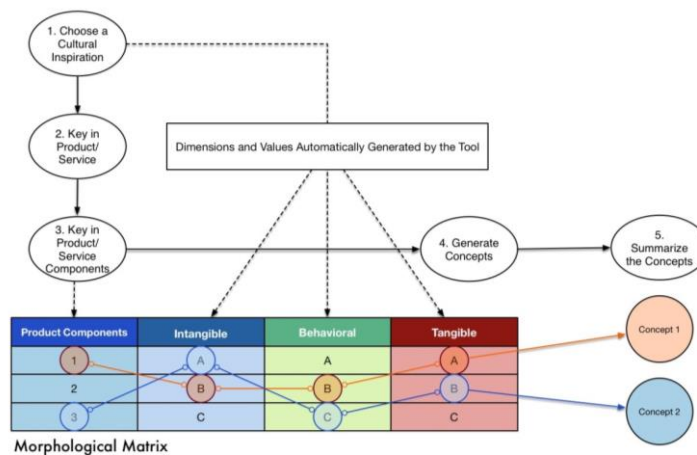 1. Choose a
Cultural
Inspiration
2. Key in
Product/
Service
Dimensions and Values Automatically Generated by the Tool
3. Key in
Product/
Service
Components
4. Generate
Concepts
5.
Summarize
the Concepts
Product Components Intangible Behavioral Tangible
1 A A A
2 B B B
3 C C C
Concept 1
Concept 2
Morphological Matrix